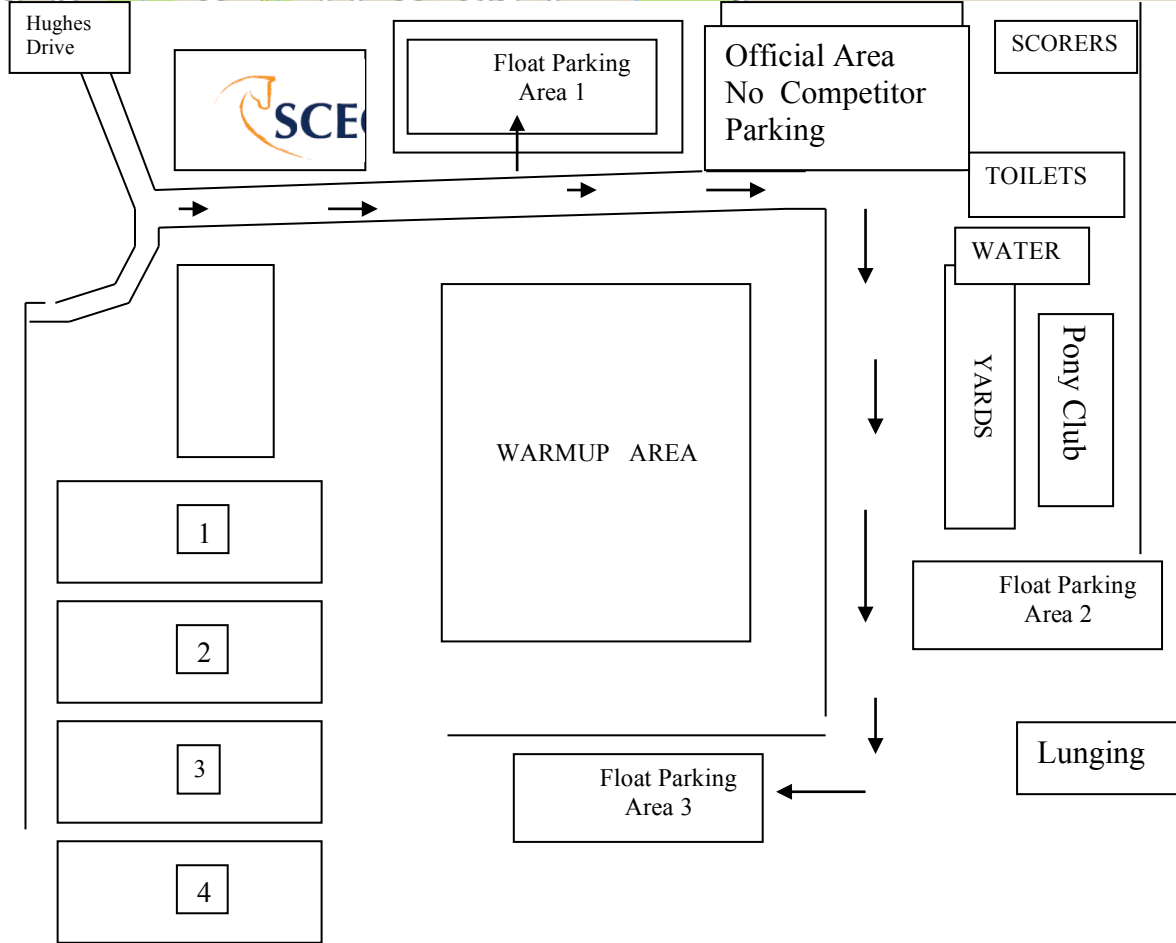 Hughes
Drive
SCE
Float Parking
Area 1
Official Area
No Competitor
Parking
SCORERS
TOILETS
WATER
YARDS
Pony Club
WARMUP AREA
1
2
3
4
Float Parking
Area 2
Lunging
Float Parking
Area 3